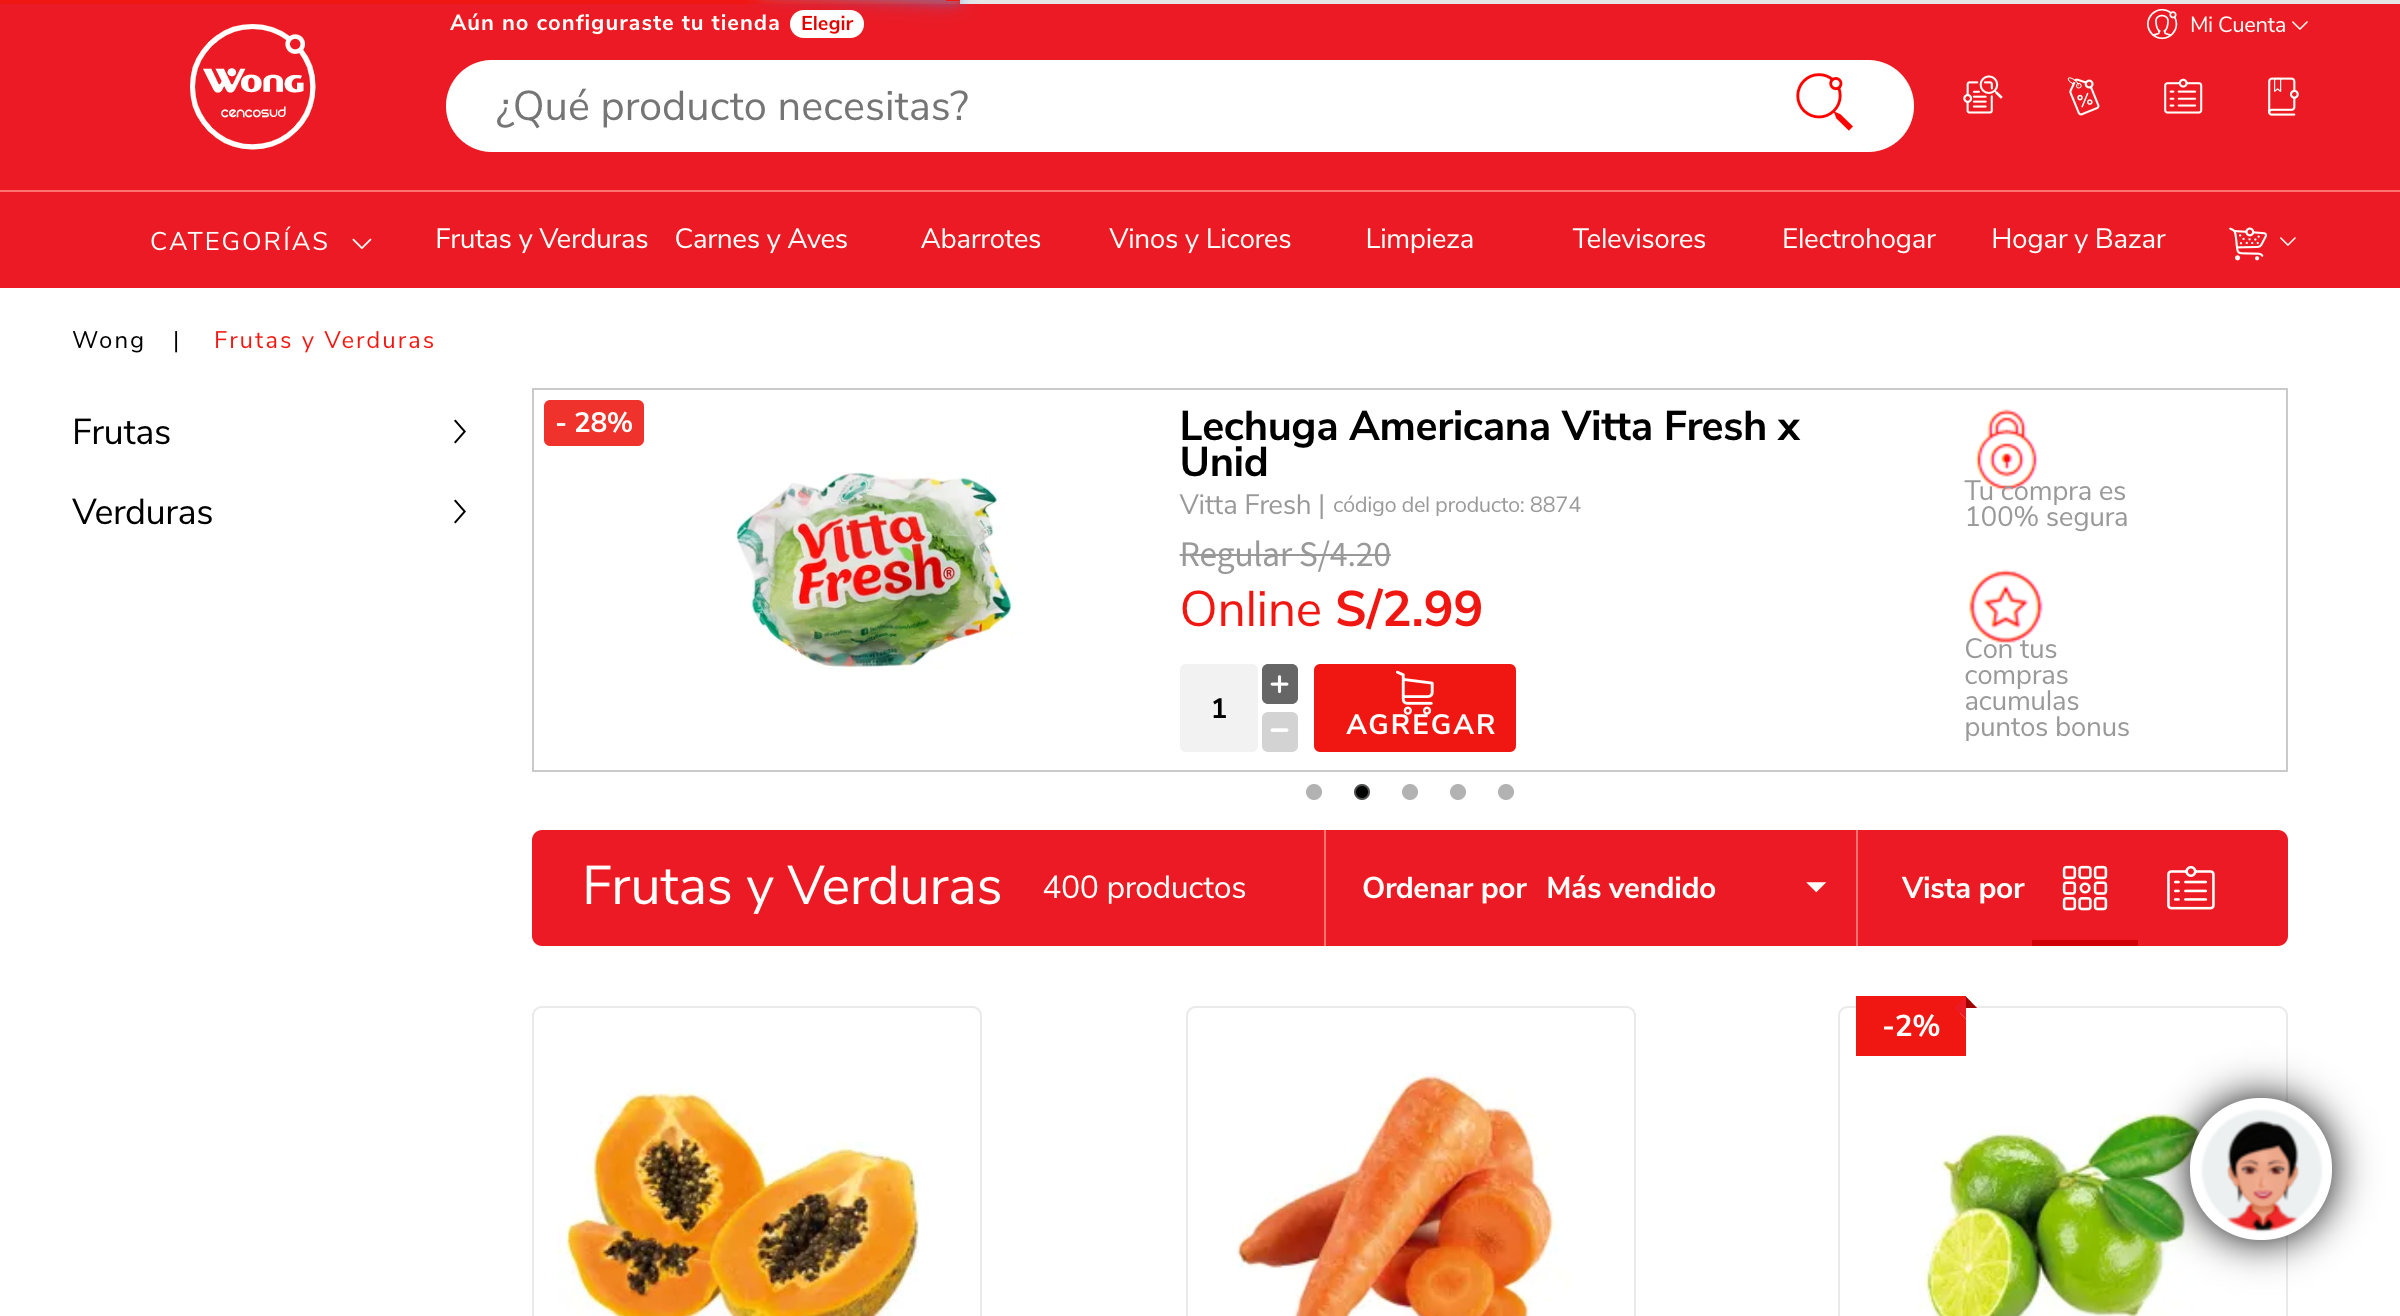 Aún no configuraste tu tienda Elegir
Mi Cuenta
Wong
cencosud
¿Qué producto necesitas?
CATEGORÍAS Frutas y Verduras Carnes y Aves Abarrotes Vinos y Licores Limpieza Televisores Electrohogar Hogar y Bazar
Wong | Frutas y Verduras
Frutas
Verduras
- 28%
Vitta
Fresh®
Lechuga Americana Vitta Fresh x
Unid
Vitta Fresh | código del producto: 8874
Regular S/4.20
Online S/2.99
1
+
−
AGREGAR
Tu compra es
100% segura
Con tus
compras
acumulas
puntos bonus
Frutas y Verduras 400 productos Ordenar por Más vendido Vista por
-2%